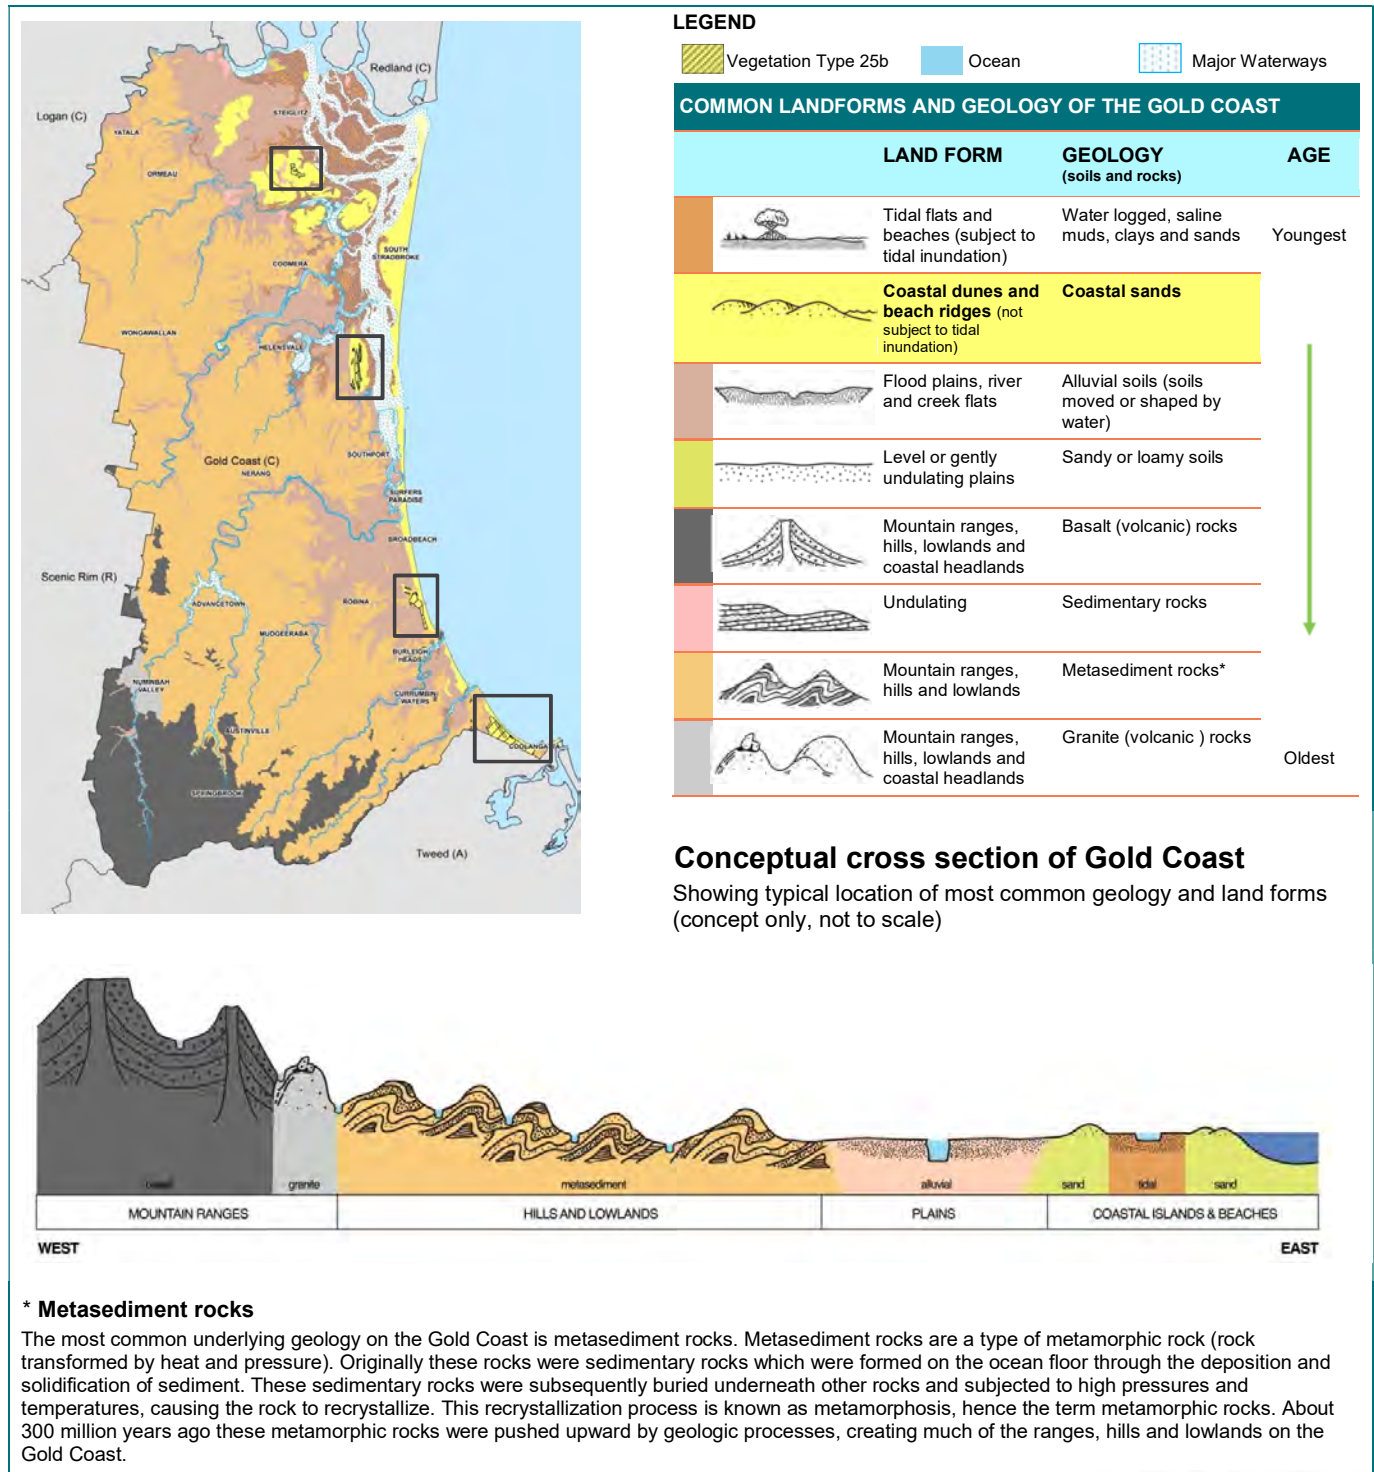 LEGEND
Vegetation Type 25b
Ocean
Major Waterways
Redland (C)
Logan (C)
STEIGLITZ
YATALA
ORMEAU
SOUTH
STRADBROKE
COOMERA
WONGAWALLAN
HELENSVALE
SOUTHPORT
Gold Coast (C)
NERANG
SURFERS
PARADISE
BROADBEACH
Scenic Rim (R)
ADVANCETOWN
ROBINA
MUDGEERABA
BURLEIGH
HEADS
NUMINBAH
VALLEY
CURRUMBIN
WATERS
AUSTINVILLE
COOLANGATTA
SPRINGBROOK
Tweed (A)
COMMON LANDFORMS AND GEOLOGY OF THE GOLD COAST
LAND FORM
GEOLOGY
(soils and rocks)
AGE
Tidal flats and
beaches (subject to
tidal inundation)
Water logged, saline
muds, clays and sands
Youngest
Coastal dunes and
beach ridges (not
subject to tidal
inundation)
Coastal sands
Flood plains, river
and creek flats
Alluvial soils (soils
moved or shaped by
water)
Level or gently
undulating plains
Sandy or loamy soils
Mountain ranges,
hills, lowlands and
coastal headlands
Basalt (volcanic) rocks
Undulating
Sedimentary rocks
Mountain ranges,
hills and lowlands
Metasediment rocks*
Mountain ranges,
hills, lowlands and
coastal headlands
Granite (volcanic ) rocks
Oldest
Conceptual cross section of Gold Coast
Showing typical location of most common geology and land forms
(concept only, not to scale)
basalt
granite
metasediment
alluvial
sand
tidal
sand
MOUNTAIN RANGES
HILLS AND LOWLANDS
PLAINS
COASTAL ISLANDS & BEACHES
WEST
EAST
* Metasediment rocks
The most common underlying geology on the Gold Coast is metasediment rocks. Metasediment rocks are a type of metamorphic rock (rock
transformed by heat and pressure). Originally these rocks were sedimentary rocks which were formed on the ocean floor through the deposition and
solidification of sediment. These sedimentary rocks were subsequently buried underneath other rocks and subjected to high pressures and
temperatures, causing the rock to recrystallize. This recrystallization process is known as metamorphosis, hence the term metamorphic rocks. About
300 million years ago these metamorphic rocks were pushed upward by geologic processes, creating much of the ranges, hills and lowlands on the
Gold Coast.